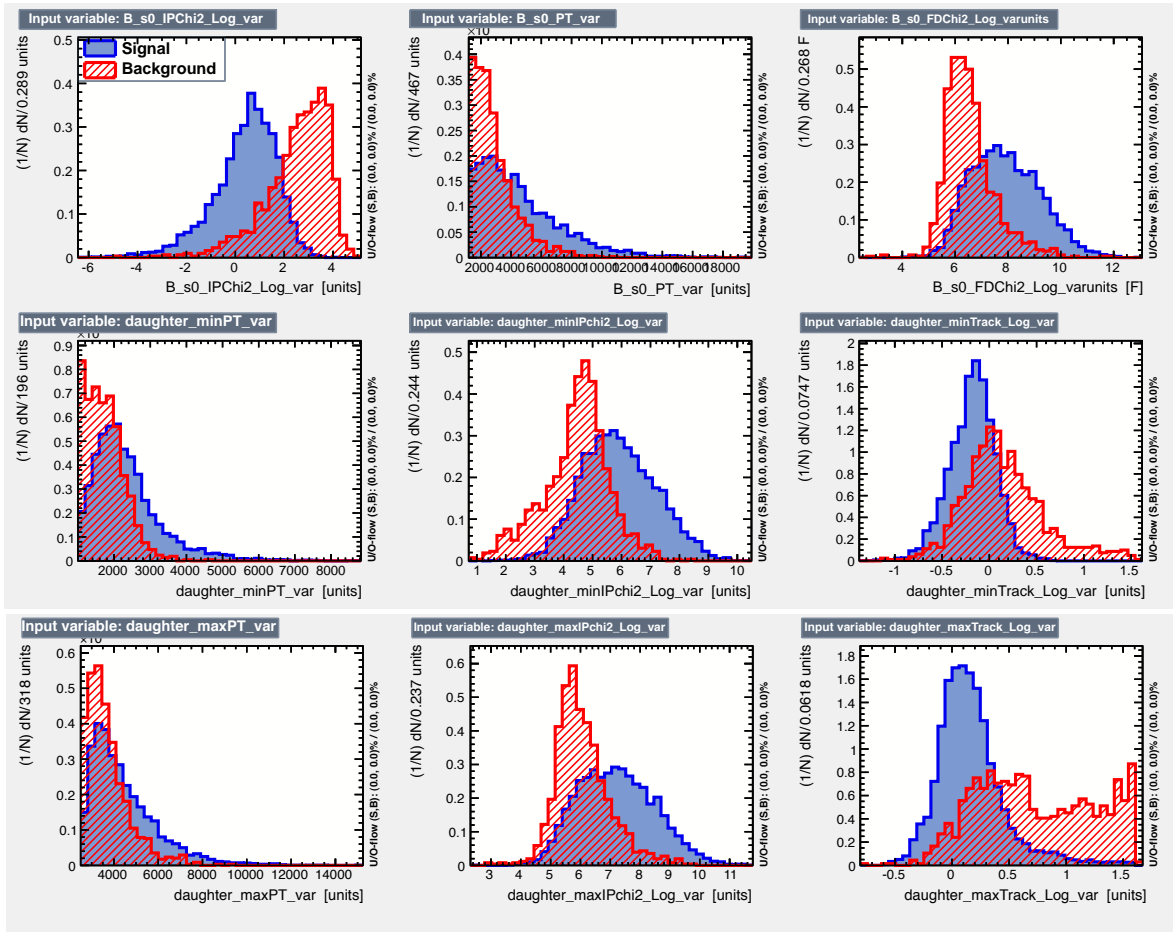 Input variable: B_s0_IPChi2_Log_var
(1/N) dN/0.289 units
0.5
0.4
0.3
0.2
0.1
0
Signal
Background
-6 -4 -2 0 2 4
B_s0_IPChi2_Log_var [units]
U/O-flow (S,B): (0.0, 0.0)% / (0.0, 0.0)%
Input variable: B_s0_PT_var
(1/N) dN/467 units
0.45
0.4
0.35
0.3
0.25
0.2
0.15
0.1
0.05
0
2000 4000 6000 8000 10000 12000 14000 16000 18000
B_s0_PT_var [units]
U/O-flow (S,B): (0.0, 0.0)% / (0.0, 0.0)%
Input variable: B_s0_FDChi2_Log_varunits
(1/N) dN/0.268 F
0.5
0.4
0.3
0.2
0.1
0
4 6 8 10 12
B_s0_FDChi2_Log_varunits [F]
U/O-flow (S,B): (0.0, 0.0)% / (0.0, 0.0)%
Input variable: daughter_minPT_var
(1/N) dN/196 units
0.9
0.8
0.7
0.6
0.5
0.4
0.3
0.2
0.1
0
2000 3000 4000 5000 6000 7000 8000
daughter_minPT_var [units]
U/O-flow (S,B): (0.0, 0.0)% / (0.0, 0.0)%
Input variable: daughter_minIPchi2_Log_var
(1/N) dN/0.244 units
0.5
0.4
0.3
0.2
0.1
0
1 2 3 4 5 6 7 8 9 10
daughter_minIPchi2_Log_var [units]
U/O-flow (S,B): (0.0, 0.0)% / (0.0, 0.0)%
Input variable: daughter_minTrack_Log_var
(1/N) dN/0.0747 units
2
1.8
1.6
1.4
1.2
1
0.8
0.6
0.4
0.2
0
-1 -0.5 0 0.5 1 1.5
daughter_minTrack_Log_var [units]
U/O-flow (S,B): (0.0, 0.0)% / (0.0, 0.0)%
Input variable: daughter_maxPT_var
(1/N) dN/318 units
0.6
0.5
0.4
0.3
0.2
0.1
0
4000 6000 8000 10000 12000 14000
daughter_maxPT_var [units]
U/O-flow (S,B): (0.0, 0.0)% / (0.0, 0.0)%
Input variable: daughter_maxIPchi2_Log_var
(1/N) dN/0.237 units
0.6
0.5
0.4
0.3
0.2
0.1
0
3 4 5 6 7 8 9 10 11
daughter_maxIPchi2_Log_var [units]
U/O-flow (S,B): (0.0, 0.0)% / (0.0, 0.0)%
Input variable: daughter_maxTrack_Log_var
(1/N) dN/0.0618 units
1.8
1.6
1.4
1.2
1
0.8
0.6
0.4
0.2
0
-0.5 0 0.5 1 1.5
daughter_maxTrack_Log_var [units]
U/O-flow (S,B): (0.0, 0.0)% / (0.0, 0.0)%